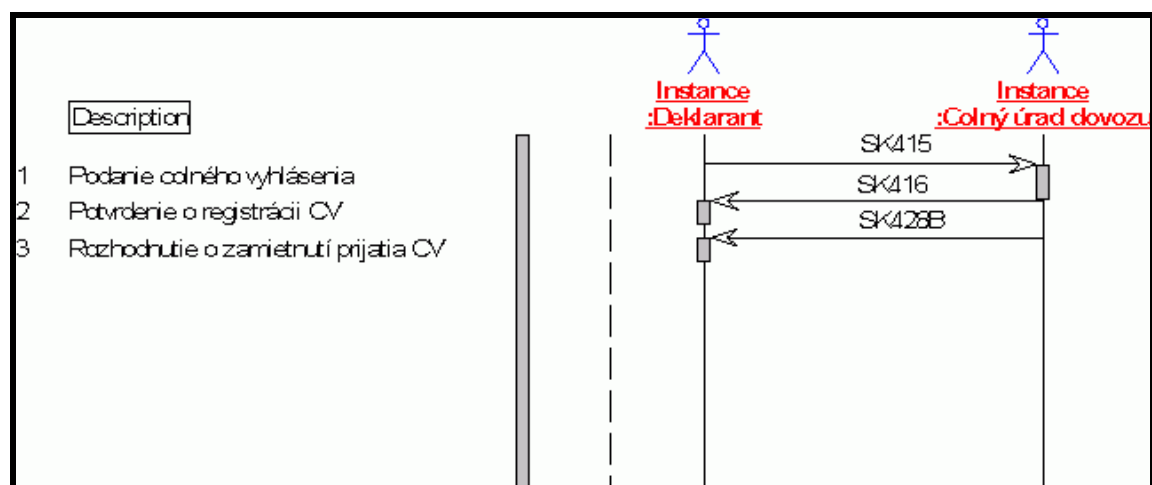 Instance
:Deklarant
Instance
:Colný úrad dovozu
Description
SK415
1 Podanie colného vyhlásenia
SK416
2 Potvrdenie o registrácii CV
SK428B
3 Rozhodnutie o zamietnutí prijatia CV